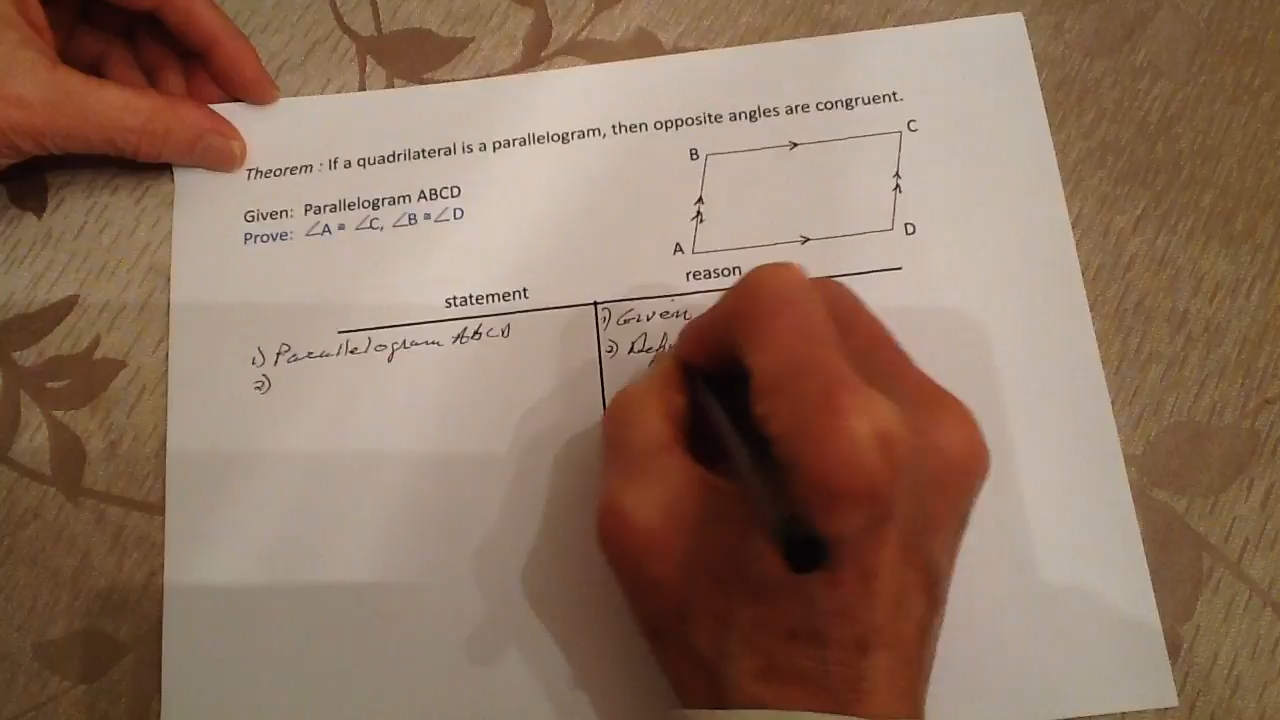 Theorem : If a quadrilateral is a parallelogram, then opposite angles are congruent.
Given: Parallelogram ABCD
Prove: ∠A ≅ ∠C, ∠B ≅ ∠D
B
C
A
D
statement
reason
1) Parallelogram ABCD
1) Given
2)
2)